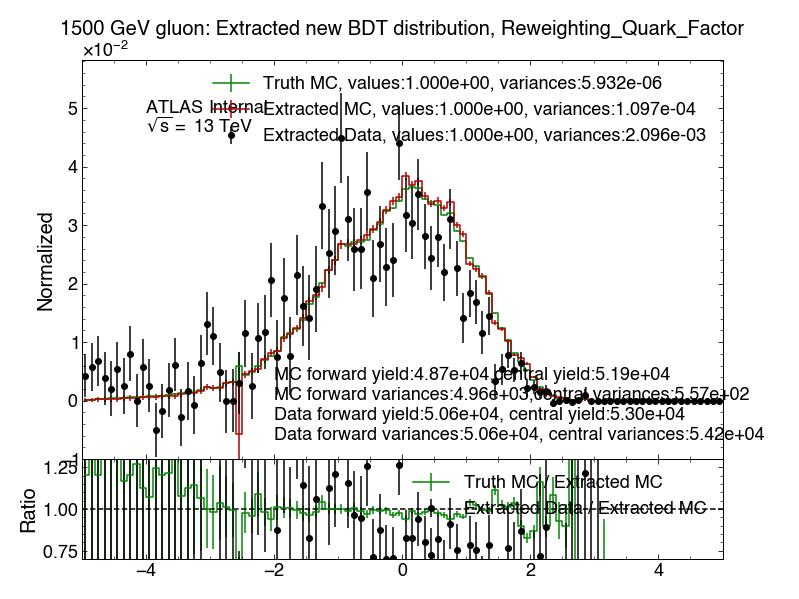 1500 GeV gluon: Extracted new BDT distribution, Reweighting_Quark_Factor
×10⁻²
Truth MC, values:1.000e+00, variances:5.932e-06
ATLAS Internal
Extracted MC, values:1.000e+00, variances:1.097e-04
√s = 13 TeV
Extracted Data, values:1.000e+00, variances:2.096e-03
5
4
3
2
1
0
1
Normalized
MC forward yield:4.87e+04, central yield:5.19e+04
MC forward variances:4.96e+03, central variances:5.57e+02
Data forward yield:5.06e+04, central yield:5.30e+04
Data forward variances:5.06e+04, central variances:5.42e+04
1.25
1.00
0.75
Ratio
Truth MC / Extracted MC
Extracted Data / Extracted MC
−4 −2 0 2 4